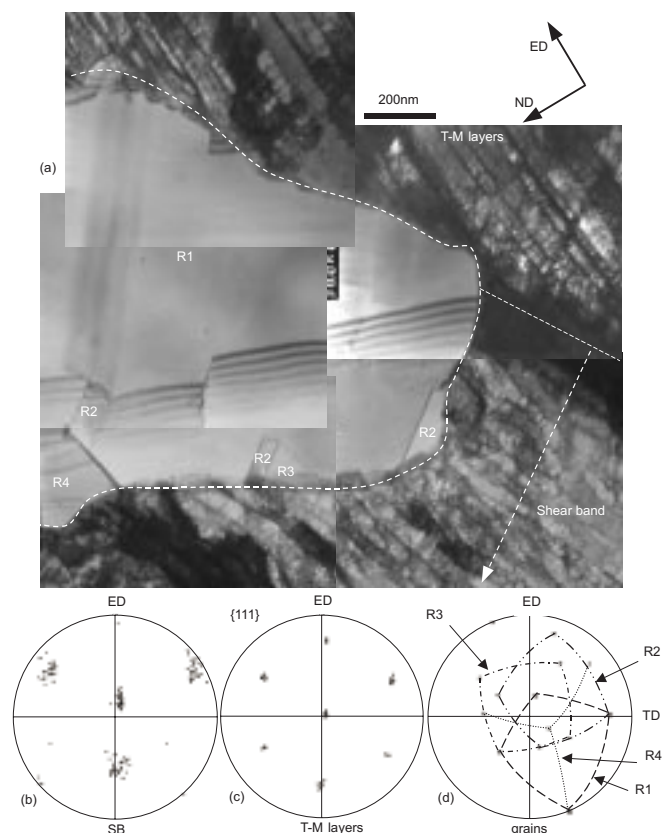 ED
ND
200nm
T-M layers
(a)
R1
R2
R2
R2
R3
R4
Shear band
ED
{111}
ED
ED
R3
R2
TD
R4
R1
(b)
(c)
(d)
SB
T-M layers
grains